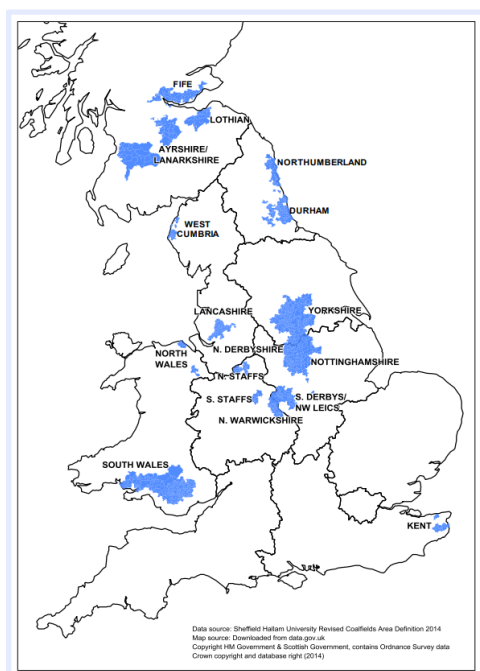 FIFE
LOTHIAN
AYRSHIRE/
LANARKSHIRE
NORTHUMBERLAND
DURHAM
WEST
CUMBRIA
LANCASHIRE
YORKSHIRE
N. DERBYSHIRE
NORTH
WALES
NOTTINGHAMSHIRE
N. STAFFS
S. STAFFS
S. DERBYS/
NW LEICS
N. WARWICKSHIRE
SOUTH WALES
KENT
Data source: Sheffield Hallam University Revised Coalfields Area Definition 2014
Map source: Downloaded from data.gov.uk
Copyright HM Government & Scottish Government, contains Ordnance Survey data
Crown copyright and database right (2014)